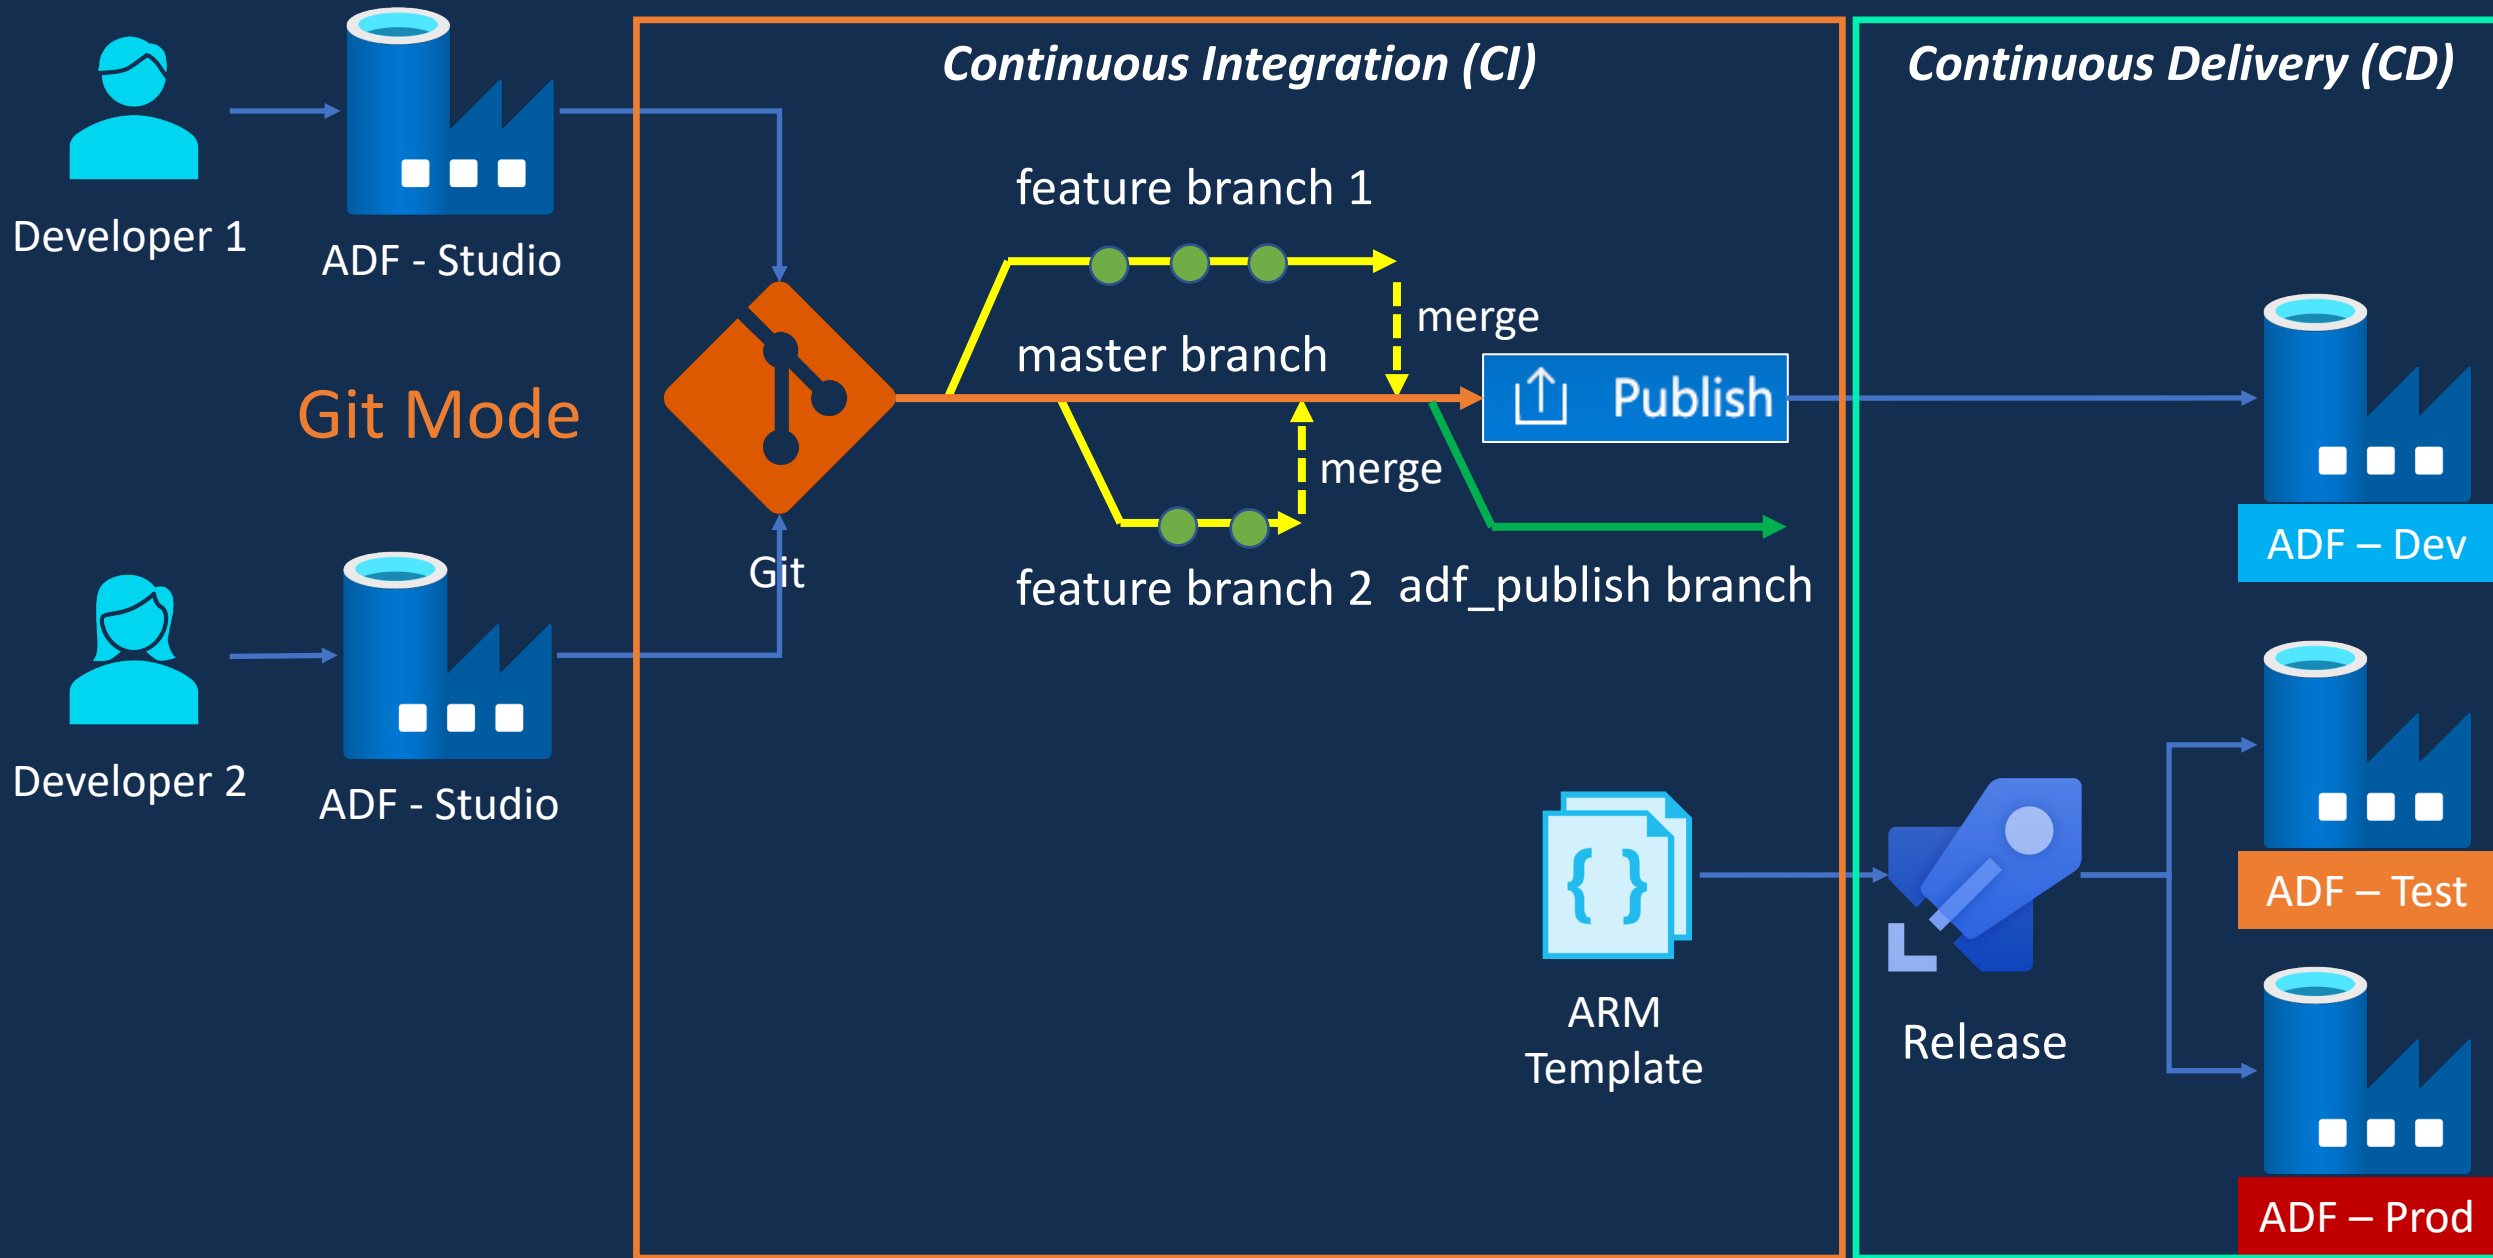 Continuous Integration (CI)
Continuous Delivery (CD)
Developer 1
ADF - Studio
feature branch 1
merge
master branch
Publish
Git Mode
merge
Git
feature branch 2
adf_publish branch
ADF – Dev
Developer 2
ADF - Studio
{ }
ARM
Template
Release
ADF – Test
ADF – Prod